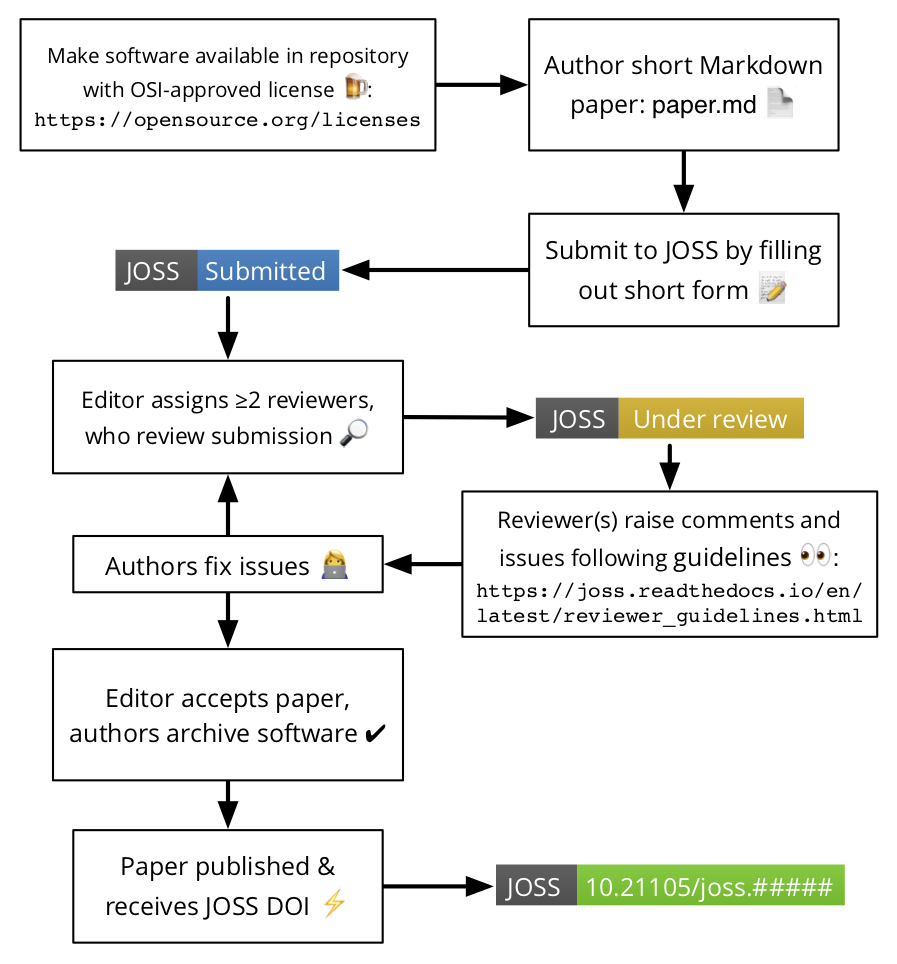 Make software available in repository
with OSI-approved license 🍺:
https://opensource.org/licenses
Author short Markdown
paper: paper.md 📄
Submit to JOSS by filling
out short form 📝
JOSS Submitted
Editor assigns ≥2 reviewers,
who review submission 🔎
JOSS Under review
Reviewer(s) raise comments and
issues following guidelines 👀:
https://joss.readthedocs.io/en/
latest/reviewer_guidelines.html
Authors fix issues 👩‍💻
Editor accepts paper,
authors archive software ✔
Paper published &
receives JOSS DOI ⚡
JOSS 10.21105/joss.#####